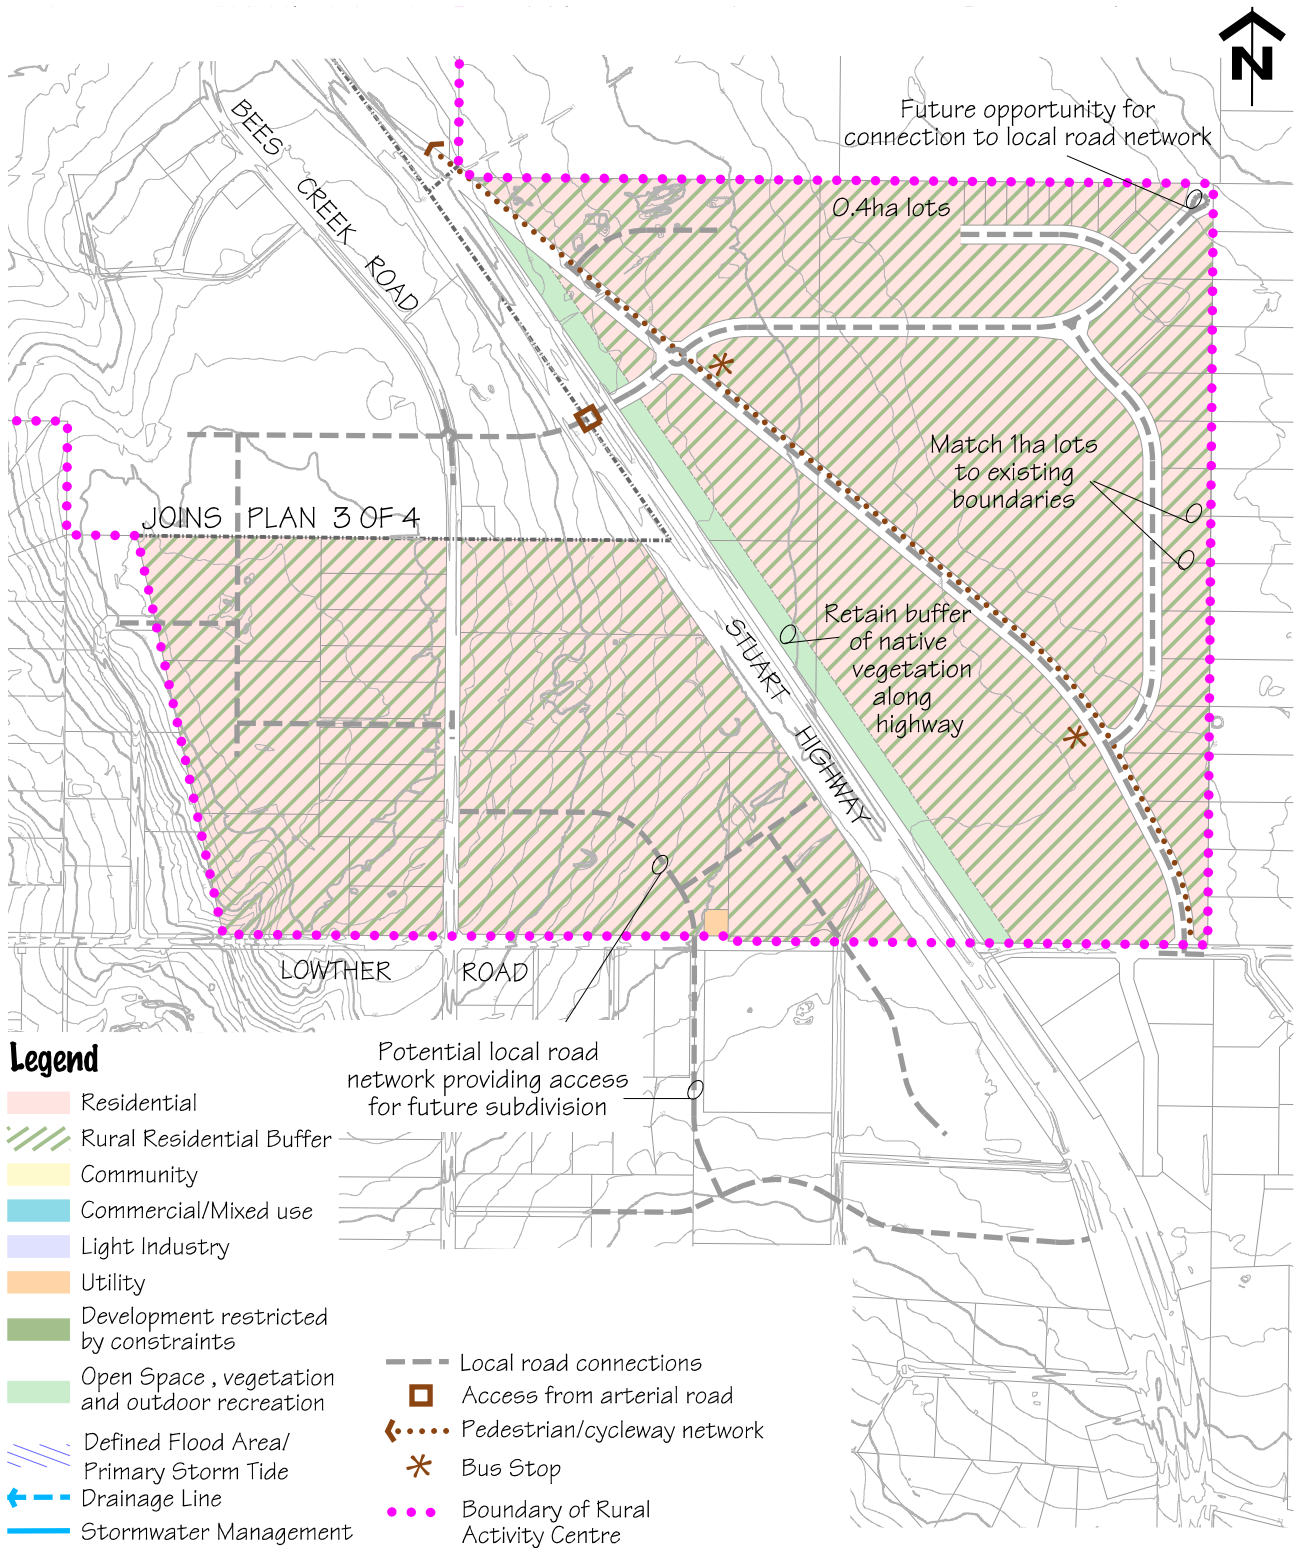 N
Future opportunity for
connection to local road network
BEES
CREEK
ROAD
0.4ha lots
Match 1ha lots
to existing
boundaries
JOINS PLAN 3 OF 4
Retain buffer
of native
vegetation
along
highway
STUART
HIGHWAY
LOWTHER ROAD
Potential local road
network providing access
for future subdivision
Legend
Residential
Rural Residential Buffer
Community
Commercial/Mixed use
Light Industry
Utility
Development restricted
by constraints
Open Space , vegetation
and outdoor recreation
Defined Flood Area/
Primary Storm Tide
Drainage Line
Stormwater Management
Local road connections
Access from arterial road
Pedestrian/cycleway network
Bus Stop
Boundary of Rural
Activity Centre